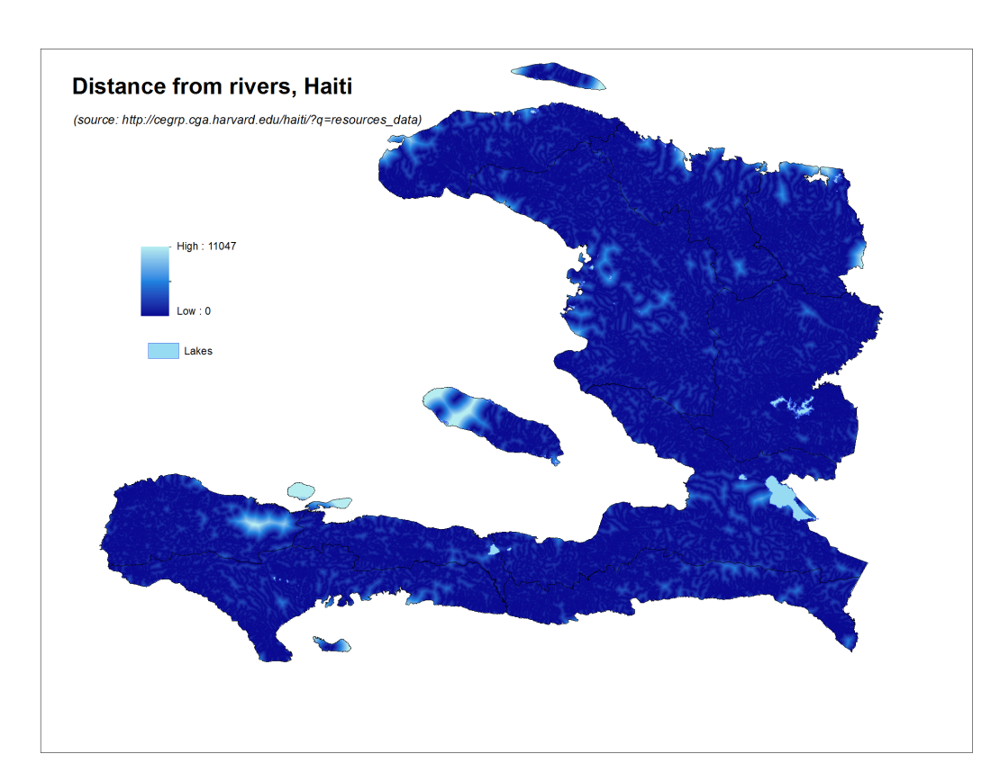 Distance from rivers, Haiti
(source: http://cegrp.cga.harvard.edu/haiti/?q=resources_data)
High : 11047
Low : 0
Lakes